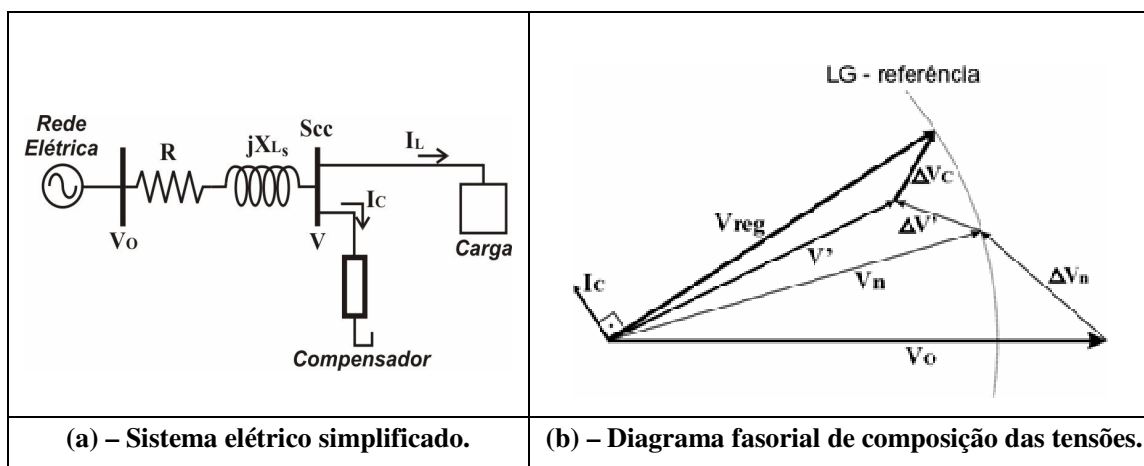 Rede
Elétrica
R
jXLs
Scc
IL
IC
VO
V
Carga
Compensador
LG - referência
ΔVC
Vreg
ΔV'
V'
Vn
ΔVn
IC
VO
(a) – Sistema elétrico simplificado.
(b) – Diagrama fasorial de composição das tensões.